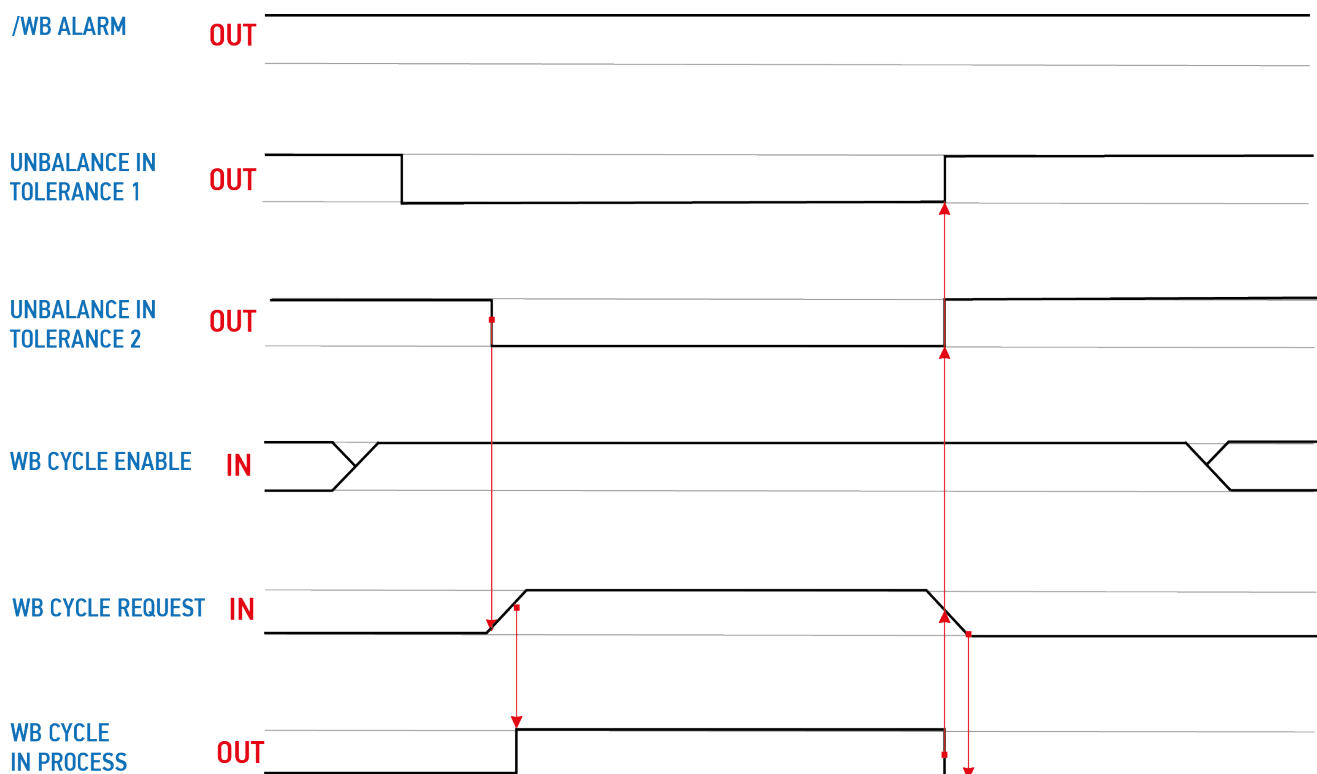 /WB ALARM OUT
UNBALANCE IN
TOLERANCE 1 OUT
UNBALANCE IN
TOLERANCE 2 OUT
WB CYCLE ENABLE IN
WB CYCLE REQUEST IN
WB CYCLE
IN PROCESS OUT